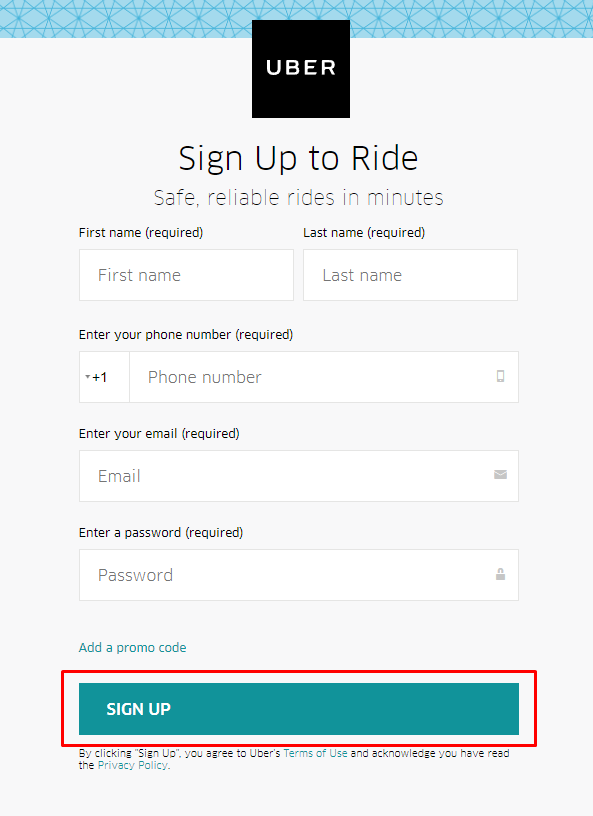 UBER
Sign Up to Ride
Safe, reliable rides in minutes
First name (required) Last name (required)
First name Last name
Enter your phone number (required)
+1 Phone number
Enter your email (required)
Email
Enter a password (required)
Password
Add a promo code
SIGN UP
By clicking "Sign Up", you agree to Uber's Terms of Use and acknowledge you have read
the Privacy Policy.